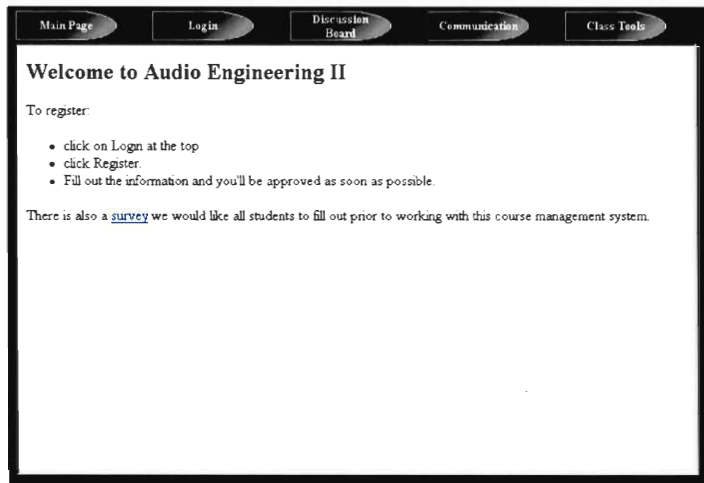 Main Page
Login
Discussion
Board
Communication
Class Tools
Welcome to Audio Engineering II
To register:
• click on Login at the top
• click Register.
• Fill out the information and you'll be approved as soon as possible.
There is also a survey we would like all students to fill out prior to working with this course management system.